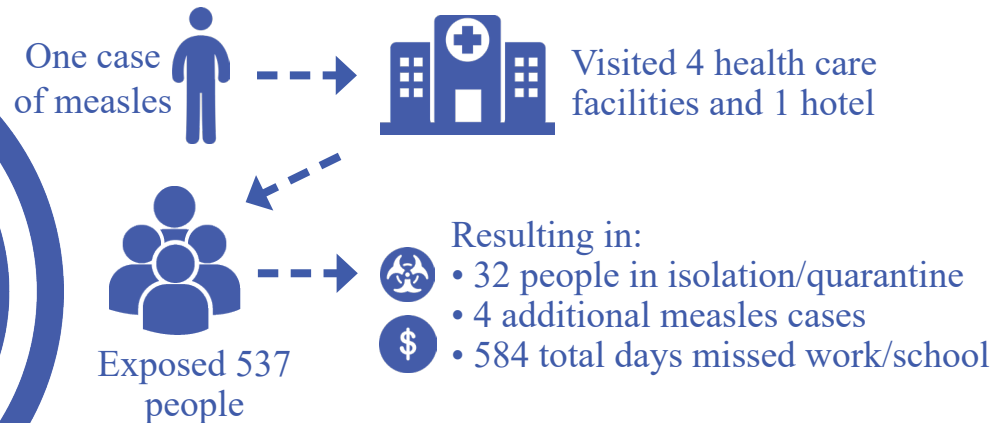 One case
of measles
Visited 4 health care
facilities and 1 hotel
Exposed 537
people
Resulting in:
• 32 people in isolation/quarantine
• 4 additional measles cases
$
• 584 total days missed work/school